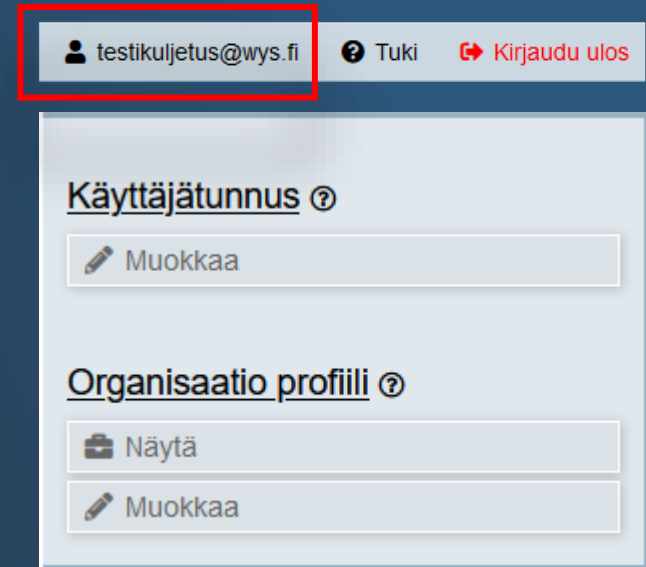 testikuljetus@wys.fi Tuki Kirjaudu ulos
Käyttäjätunnus
Muokkaa
Organisaatio profiili
Näytä
Muokkaa